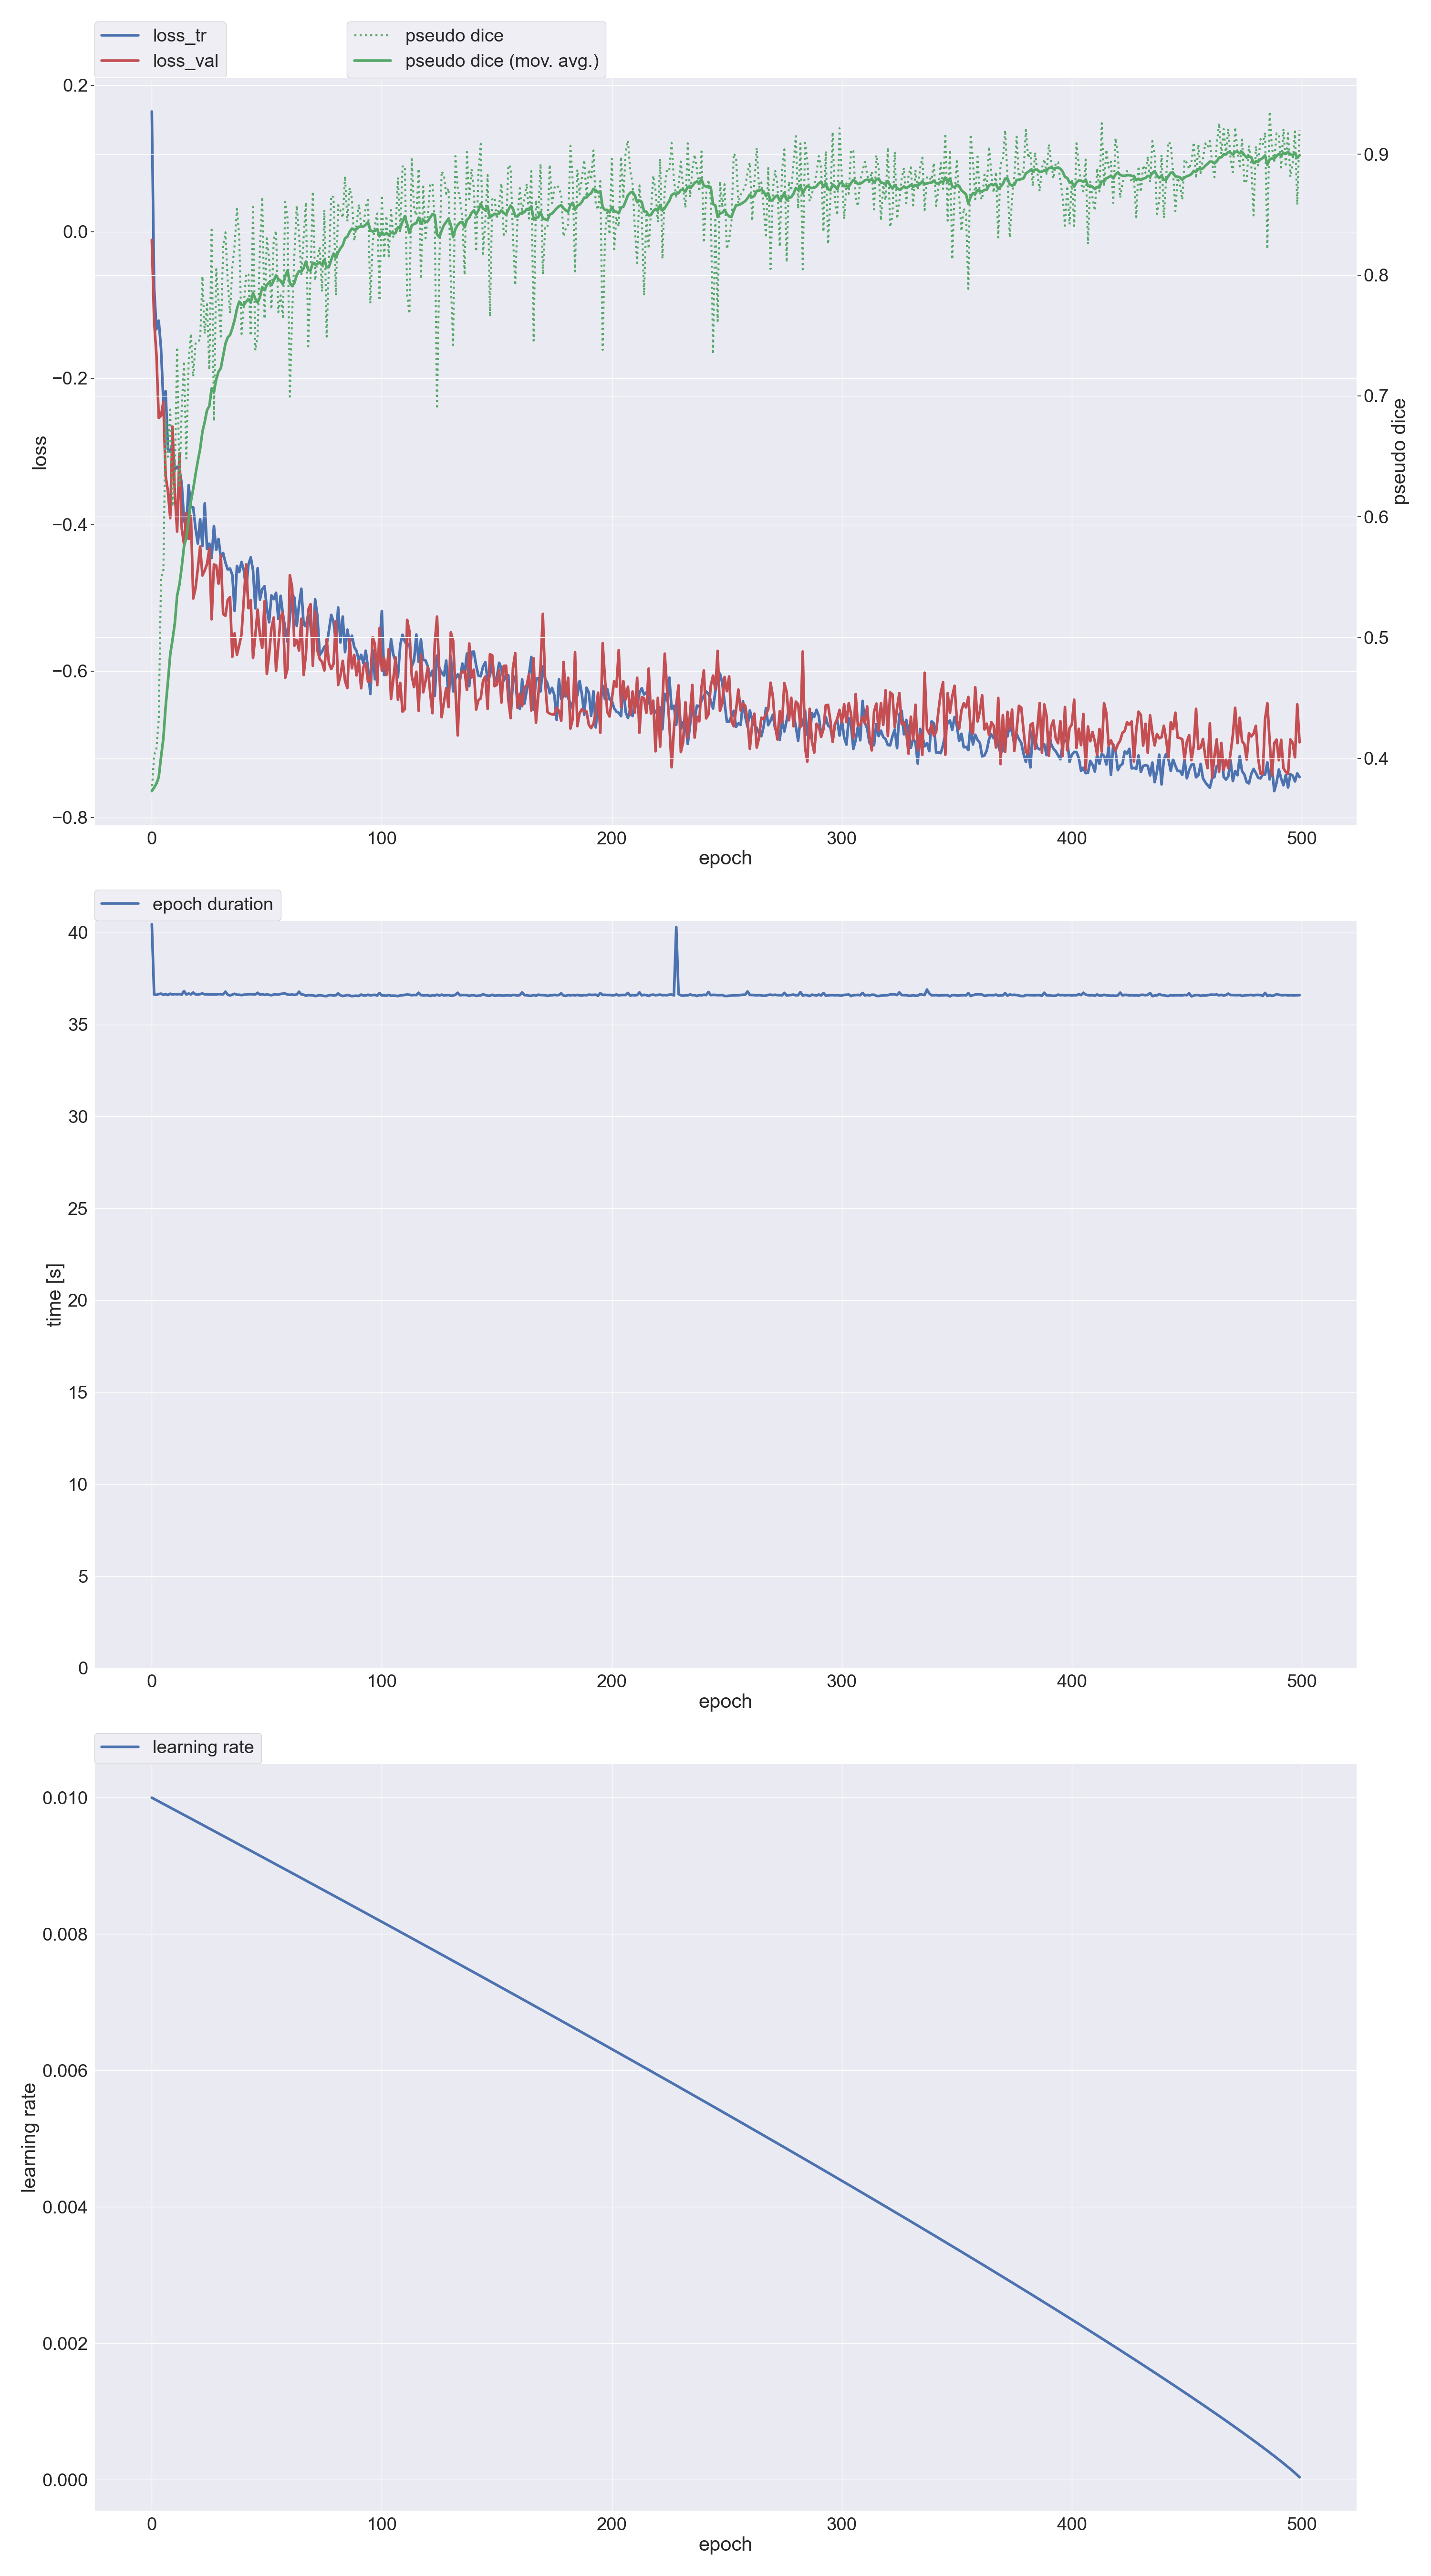 loss_tr
loss_val
pseudo dice
pseudo dice (mov. avg.)
0.2
0.0
−0.2
−0.4
−0.6
−0.8
loss
0.9
0.8
0.7
0.6
0.5
0.4
pseudo dice
0 100 200 300 400 500
epoch
epoch duration
40
35
30
25
20
15
10
5
0
time [s]
0 100 200 300 400 500
epoch
learning rate
0.010
0.008
0.006
0.004
0.002
0.000
learning rate
0 100 200 300 400 500
epoch